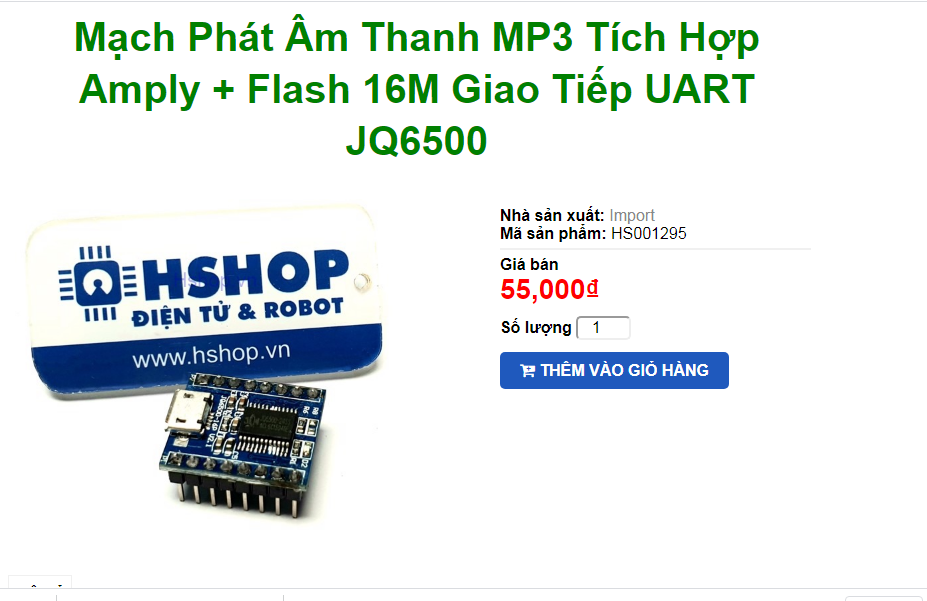 Mạch Phát Âm Thanh MP3 Tích Hợp
Amply + Flash 16M Giao Tiếp UART
JQ6500
HSHOP
ĐIỆN TỬ & ROBOT
www.hshop.vn
Nhà sản xuất: Import
Mã sản phẩm: HS001295
Giá bán
55,000₫
Số lượng 1
THÊM VÀO GIỎ HÀNG